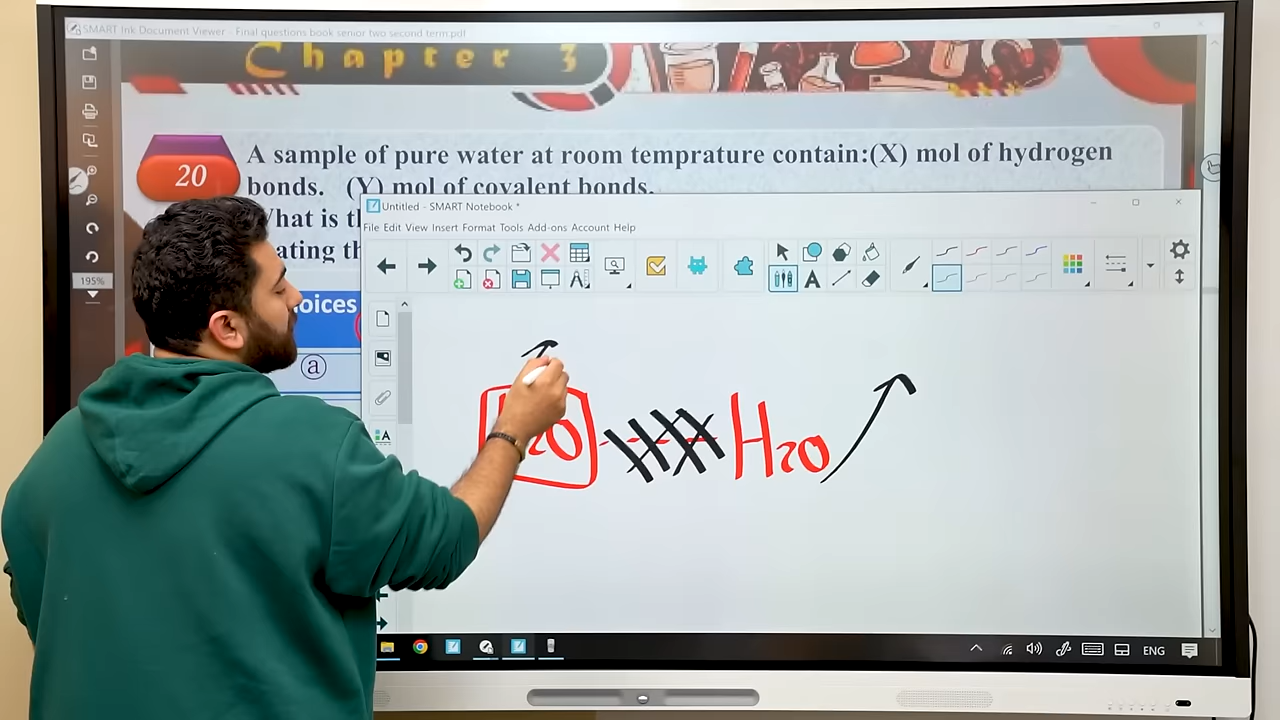 SMART Ink Document Viewer - Final questions book senior two second term.pdf
Chapter 3
20
A sample of pure water at room temprature contain:(X) mol of hydrogen
bonds. (Y) mol of covalent bonds.
What is th
ating th
oices
a
195%
Untitled - SMART Notebook *
File Edit View Insert Format Tools Add-ons Account Help
A
A
20 H20
ENG